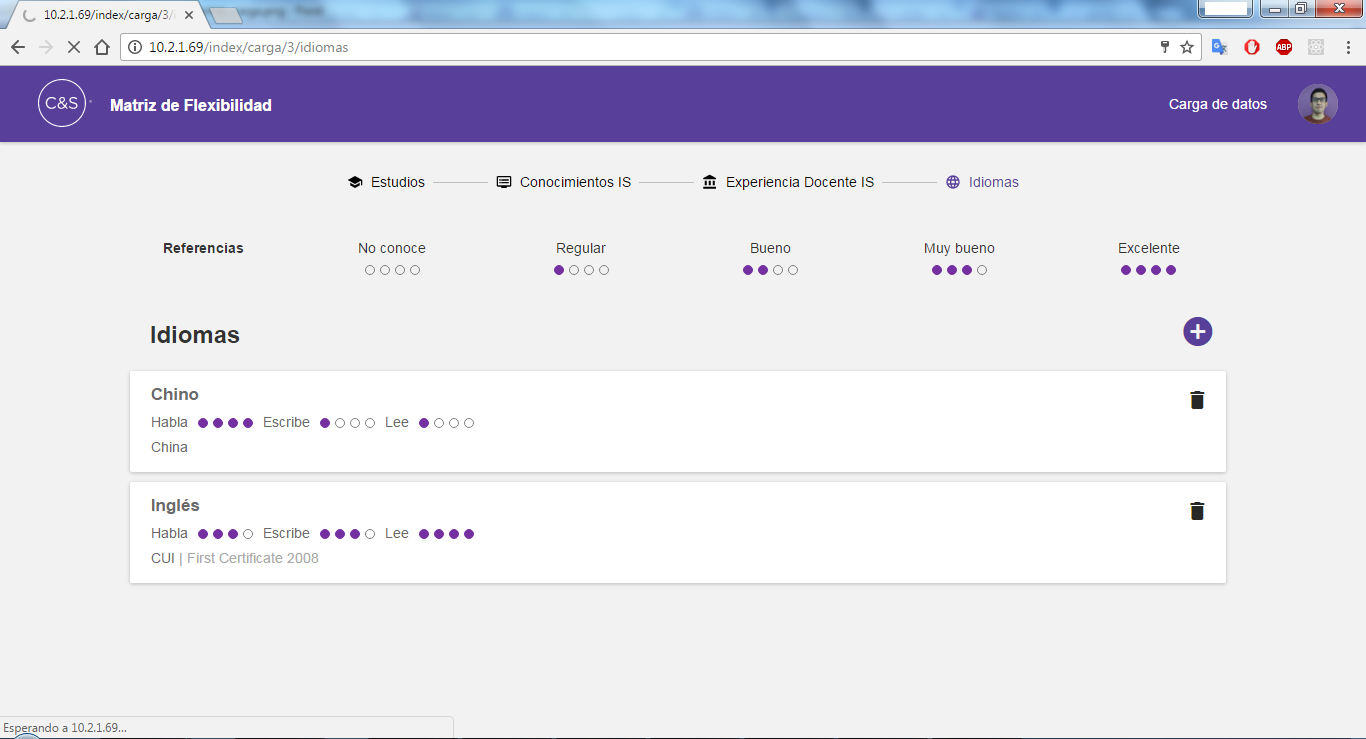 10.2.1.69/index/carga/3/i
10.2.1.69/index/carga/3/idiomas
ABP
C&S
Matriz de Flexibilidad
Carga de datos
Estudios
Conocimientos IS
Experiencia Docente IS
Idiomas
Referencias
No conoce
Regular
Bueno
Muy bueno
Excelente
Idiomas
Chino
Habla Escribe Lee
China
Inglés
Habla Escribe Lee
CUI | First Certificate 2008
Esperando a 10.2.1.69...